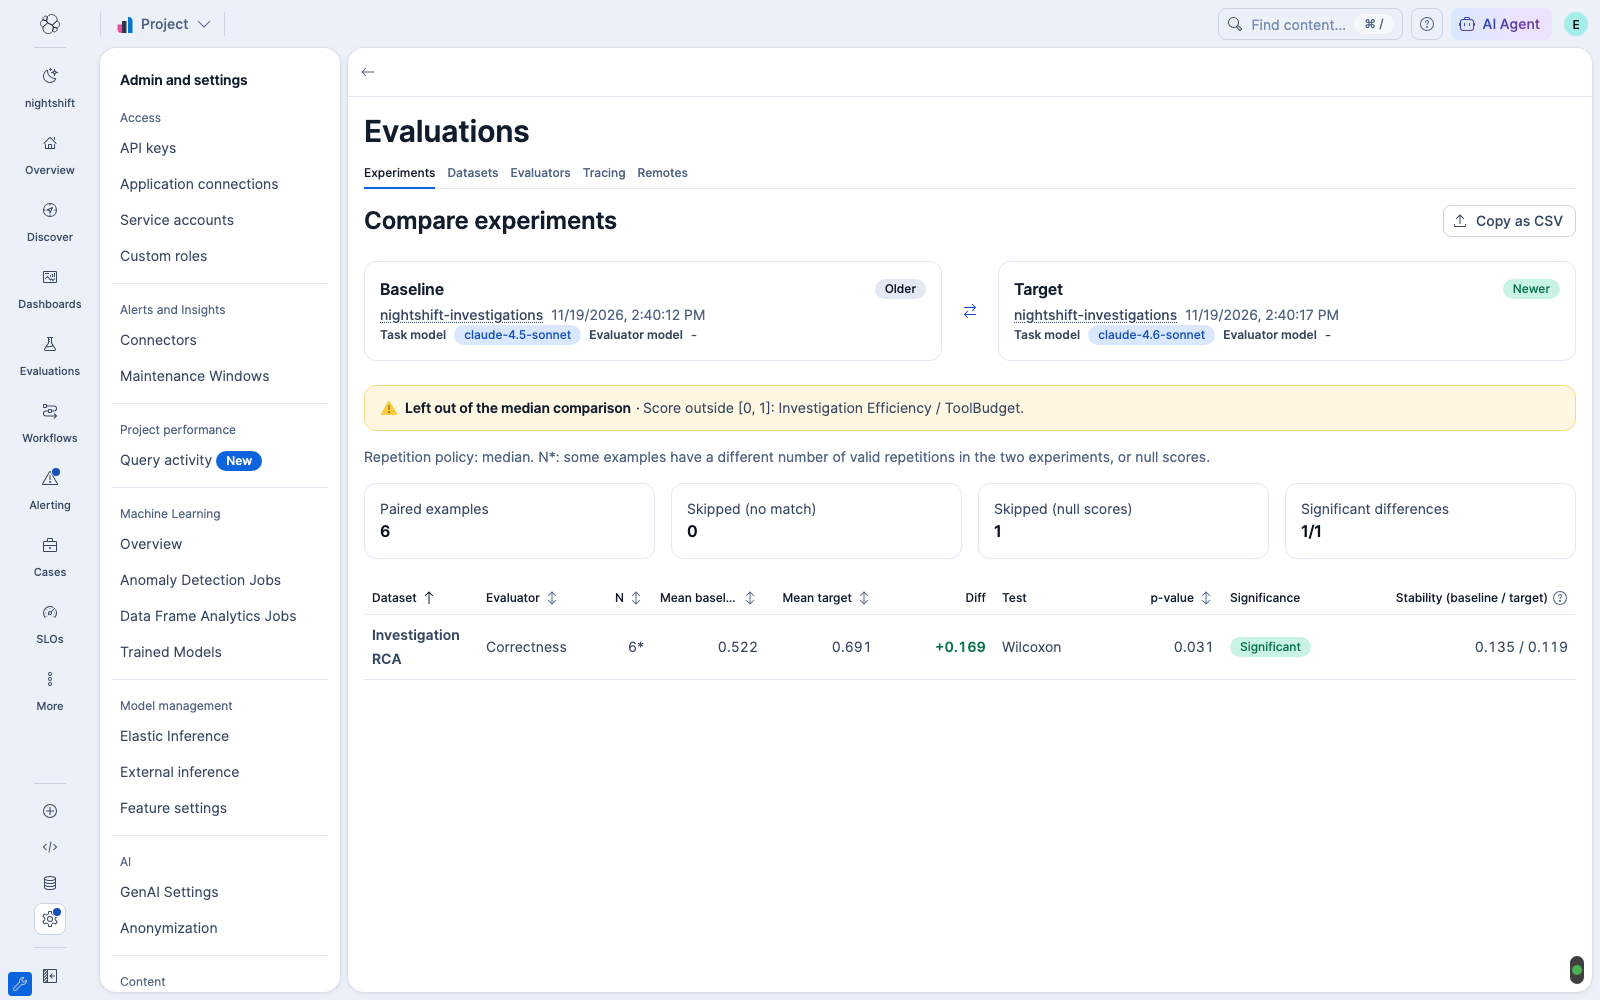 Project
Find content...
⌘ /
AI Agent
E
nightshift
Overview
Discover
Dashboards
Evaluations
Workflows
Alerting
Cases
SLOs
More
Admin and settings
Access
API keys
Application connections
Service accounts
Custom roles
Alerts and Insights
Connectors
Maintenance Windows
Project performance
Query activity New
Machine Learning
Overview
Anomaly Detection Jobs
Data Frame Analytics Jobs
Trained Models
Model management
Elastic Inference
External inference
Feature settings
AI
GenAI Settings
Anonymization
Content
Evaluations
Experiments Datasets Evaluators Tracing Remotes
Compare experiments
Copy as CSV
Baseline Older
nightshift-investigations 11/19/2026, 2:40:12 PM
Task model claude-4.5-sonnet Evaluator model -
Target Newer
nightshift-investigations 11/19/2026, 2:40:17 PM
Task model claude-4.6-sonnet Evaluator model -
Left out of the median comparison · Score outside [0, 1]: Investigation Efficiency / ToolBudget.
Repetition policy: median. N*: some examples have a different number of valid repetitions in the two experiments, or null scores.
Paired examples
6
Skipped (no match)
0
Skipped (null scores)
1
Significant differences
1/1
Dataset Evaluator N Mean basel... Mean target Diff Test p-value Significance Stability (baseline / target)
Investigation RCA Correctness 6* 0.522 0.691 +0.169 Wilcoxon 0.031 Significant 0.135 / 0.119